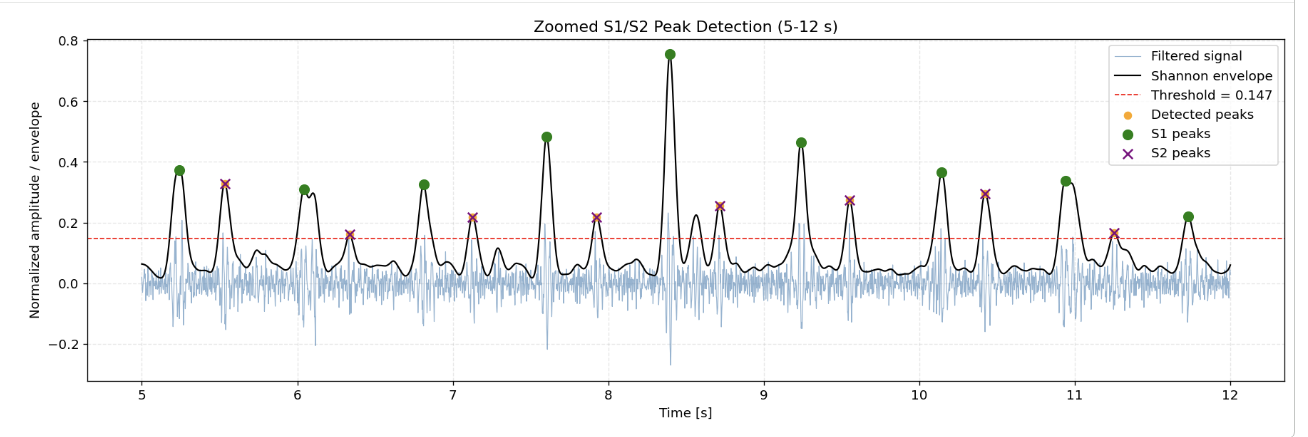 Zoomed S1/S2 Peak Detection (5-12 s)
Normalized amplitude / envelope
0.8
0.6
0.4
0.2
0.0
−0.2
Filtered signal
Shannon envelope
Threshold = 0.147
Detected peaks
S1 peaks
S2 peaks
5 6 7 8 9 10 11 12
Time [s]